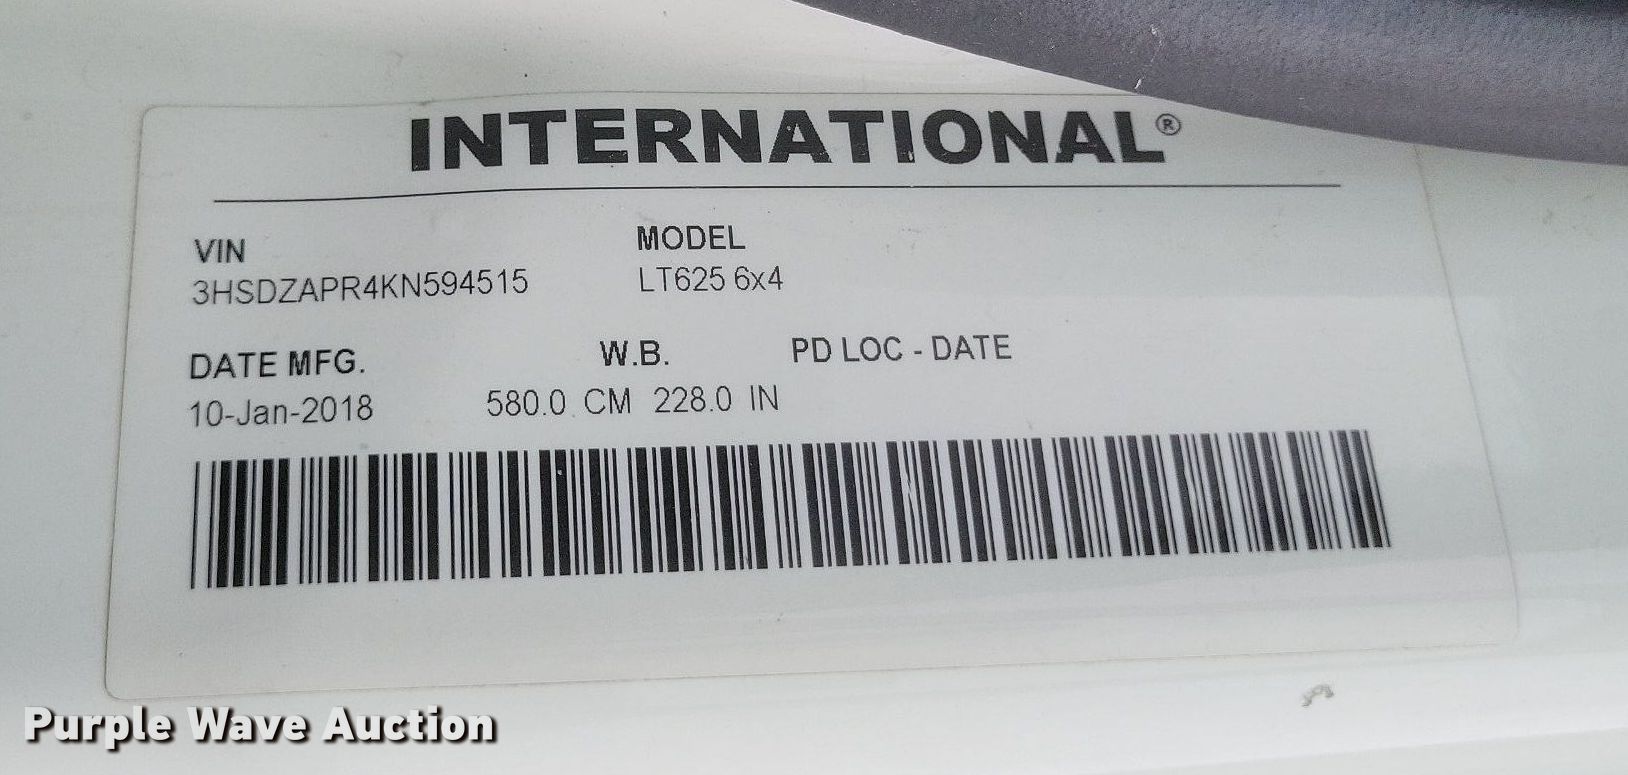 INTERNATIONAL®
VIN MODEL
3HSDZAPR4KN594515 LT625 6x4
DATE MFG. W.B. PD LOC - DATE
10-Jan-2018 580.0 CM 228.0 IN
Purple Wave Auction